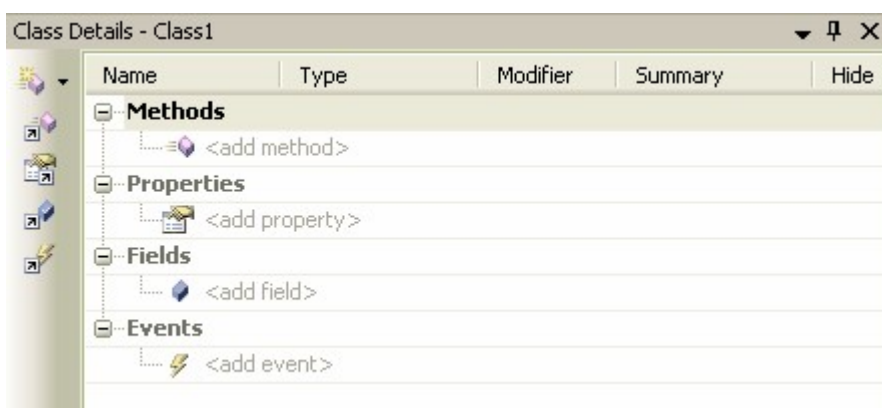 Class Details - Class1
Name Type Modifier Summary Hide
Methods
<add method>
Properties
<add property>
Fields
<add field>
Events
<add event>